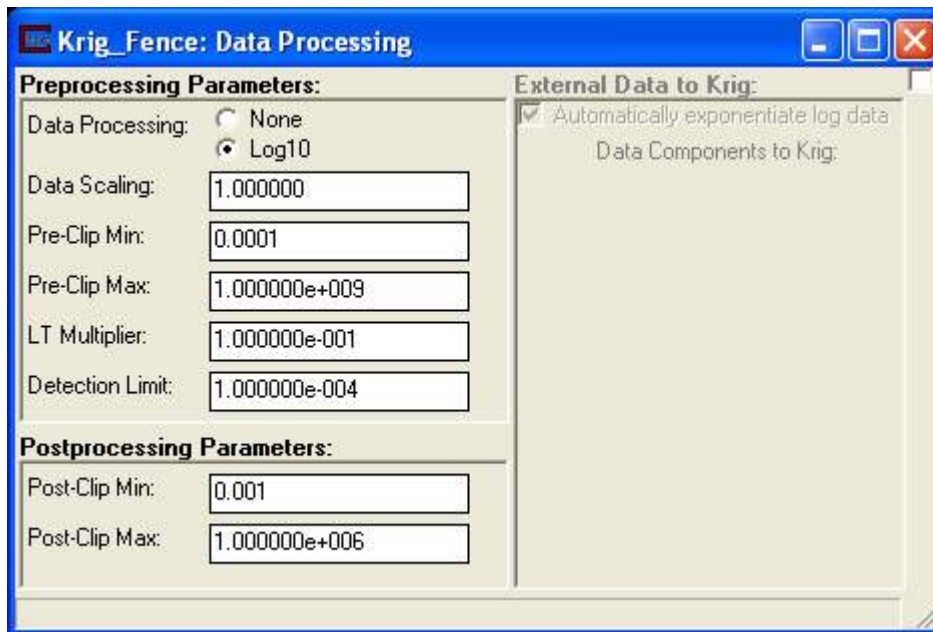 Krig_Fence: Data Processing
Preprocessing Parameters:
Data Processing:
None
Log10
Data Scaling:
1.000000
Pre-Clip Min:
0.0001
Pre-Clip Max:
1.000000e+009
LT Multiplier:
1.000000e-001
Detection Limit:
1.000000e-004
Postprocessing Parameters:
Post-Clip Min:
0.001
Post-Clip Max:
1.000000e+006
External Data to Krig:
Automatically exponentiate log data
Data Components to Krig: